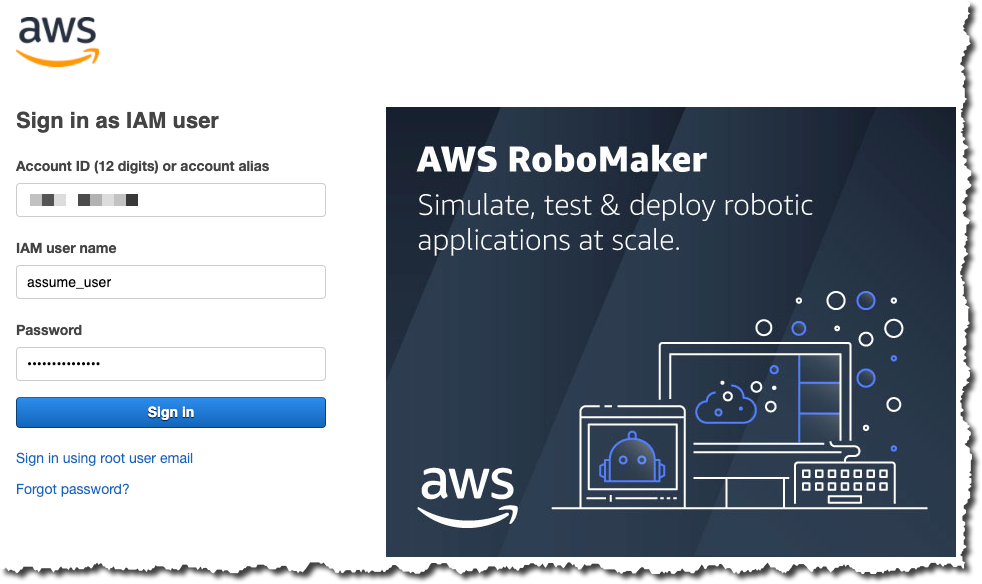 aws
Sign in as IAM user
Account ID (12 digits) or account alias
IAM user name
assume_user
Password
•••••••••••••••
Sign in
Sign in using root user email
Forgot password?
AWS RoboMaker
Simulate, test & deploy robotic
applications at scale.
aws